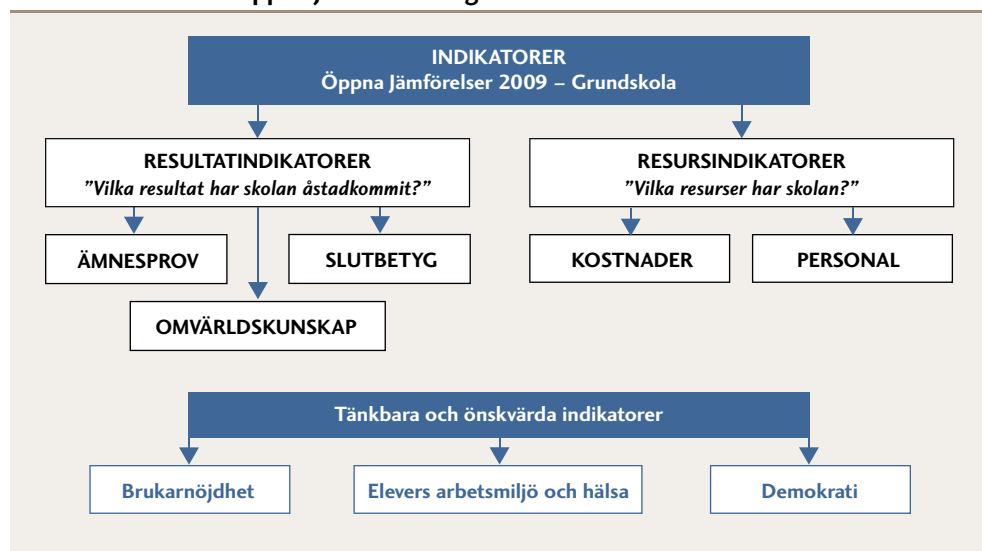 INDIKATORER
Öppna Jämförelser 2009 – Grundskola
RESULTATINDIKATORER
”Vilka resultat har skolan åstadkommit?”
RESURSINDIKATORER
”Vilka resurser har skolan?”
ÄMNESPROV
SLUTBETYG
KOSTNADER
PERSONAL
OMVÄRLDSKUNSKAP
Tänkbara och önskvärda indikatorer
Brukarnöjdhet
Elevers arbetsmiljö och hälsa
Demokrati